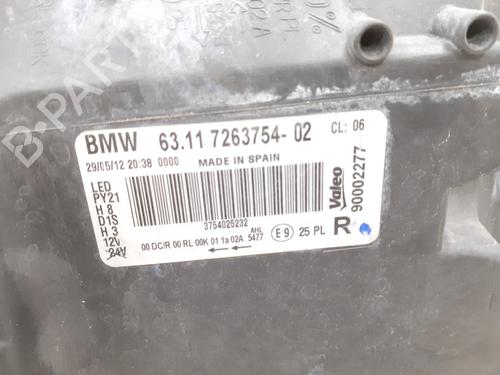 BMW 63.11 7263754-02 CL: 06
29/05/12 20:38 0000 MADE IN SPAIN
LED
PY21
H 8
D1S
H 3
12V
24V
3754025232
00 DC/R 00 RL 00K 01 1a 02A AHL 5477 E9 25 PL R
Valeo
90002277
B-PARTS